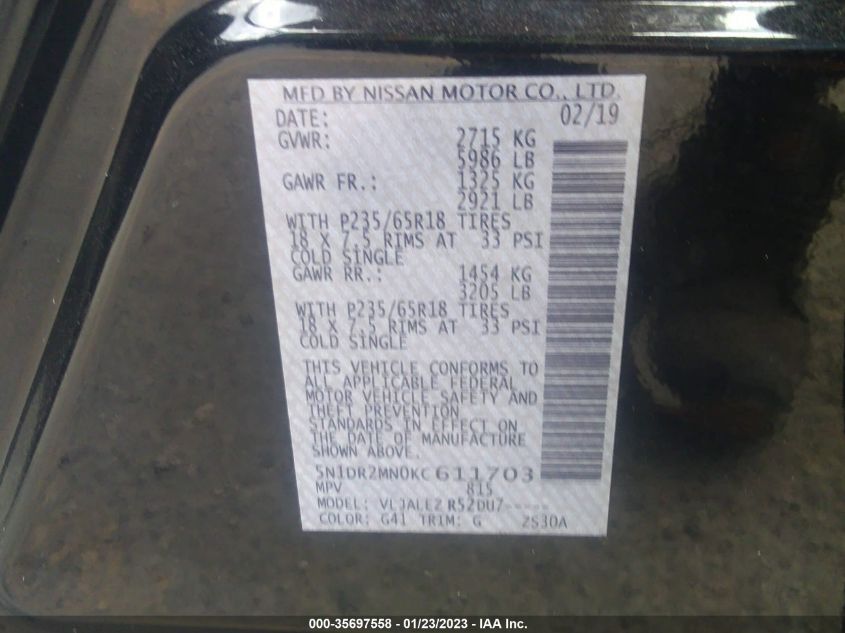 MFD BY NISSAN MOTOR CO., LTD.
DATE: 02/19
GVWR: 2715 KG
5986 LB
GAWR FR.: 1325 KG
2921 LB
WITH P235/65R18 TIRES
18 X 7.5 RIMS AT 33 PSI
COLD SINGLE
GAWR RR.: 1454 KG
3205 LB
WITH P235/65R18 TIRES
18 X 7.5 RIMS AT 33 PSI
COLD SINGLE
THIS VEHICLE CONFORMS TO
ALL APPLICABLE FEDERAL
MOTOR VEHICLE SAFETY AND
THEFT PREVENTION
STANDARDS IN EFFECT ON
THE DATE OF MANUFACTURE
SHOWN ABOVE.
5N1DR2MN0KC611703
MPV 815
MODEL: VLJALEZ R52DU7-----
COLOR: G41 TRIM: G ZS30A
000-35697558 - 01/23/2023 - IAA Inc.